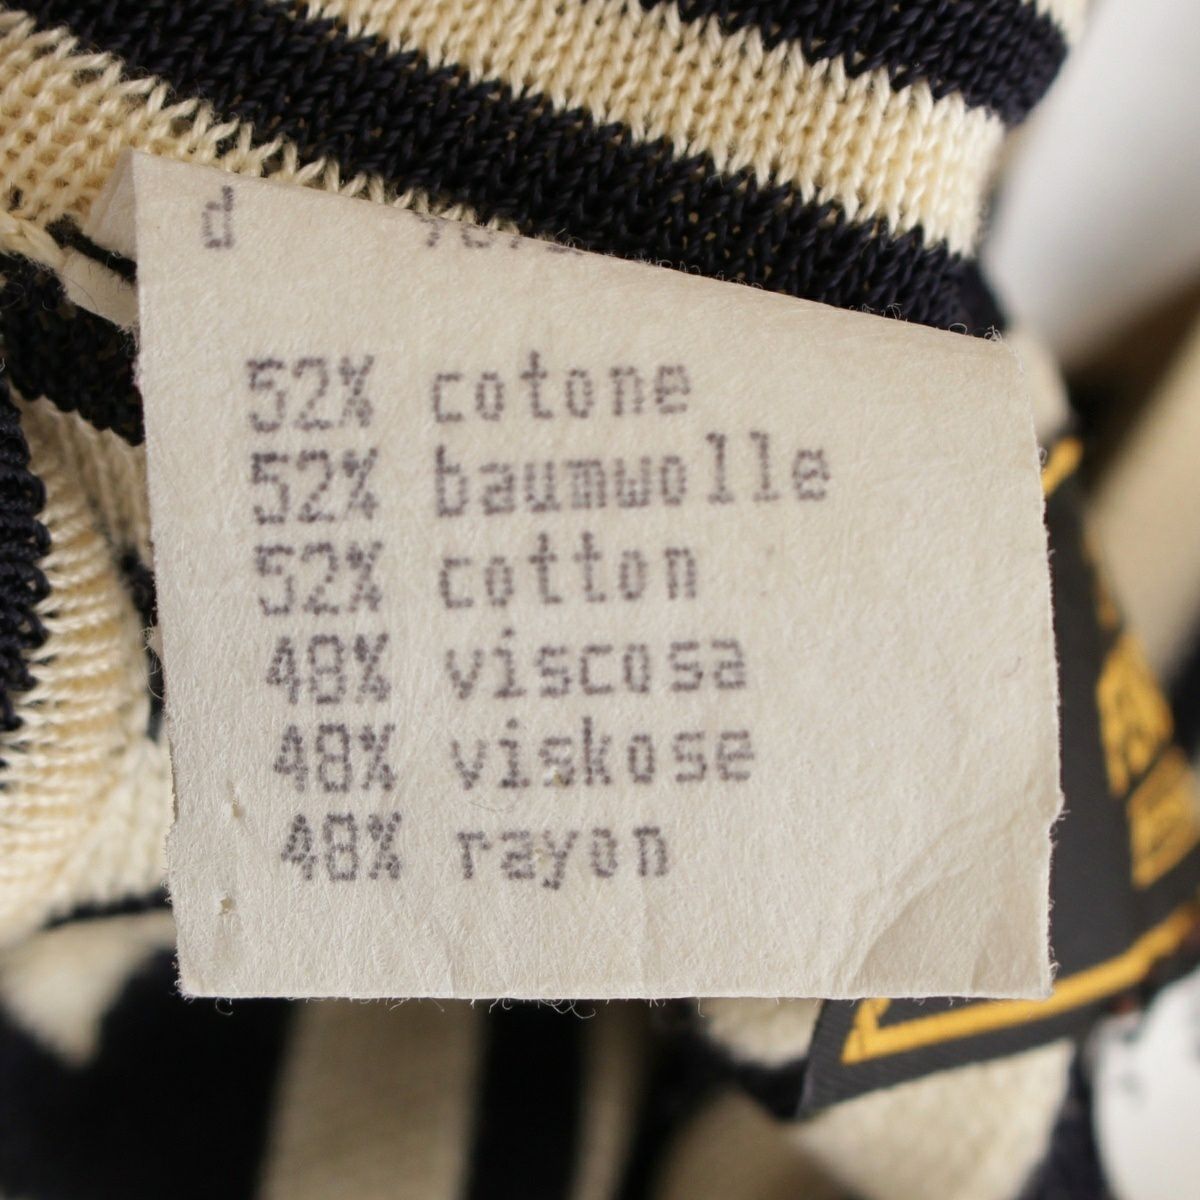 52% cotone
52% baumwolle
52% cotton
48% viscosa
48% viskose
48% rayon